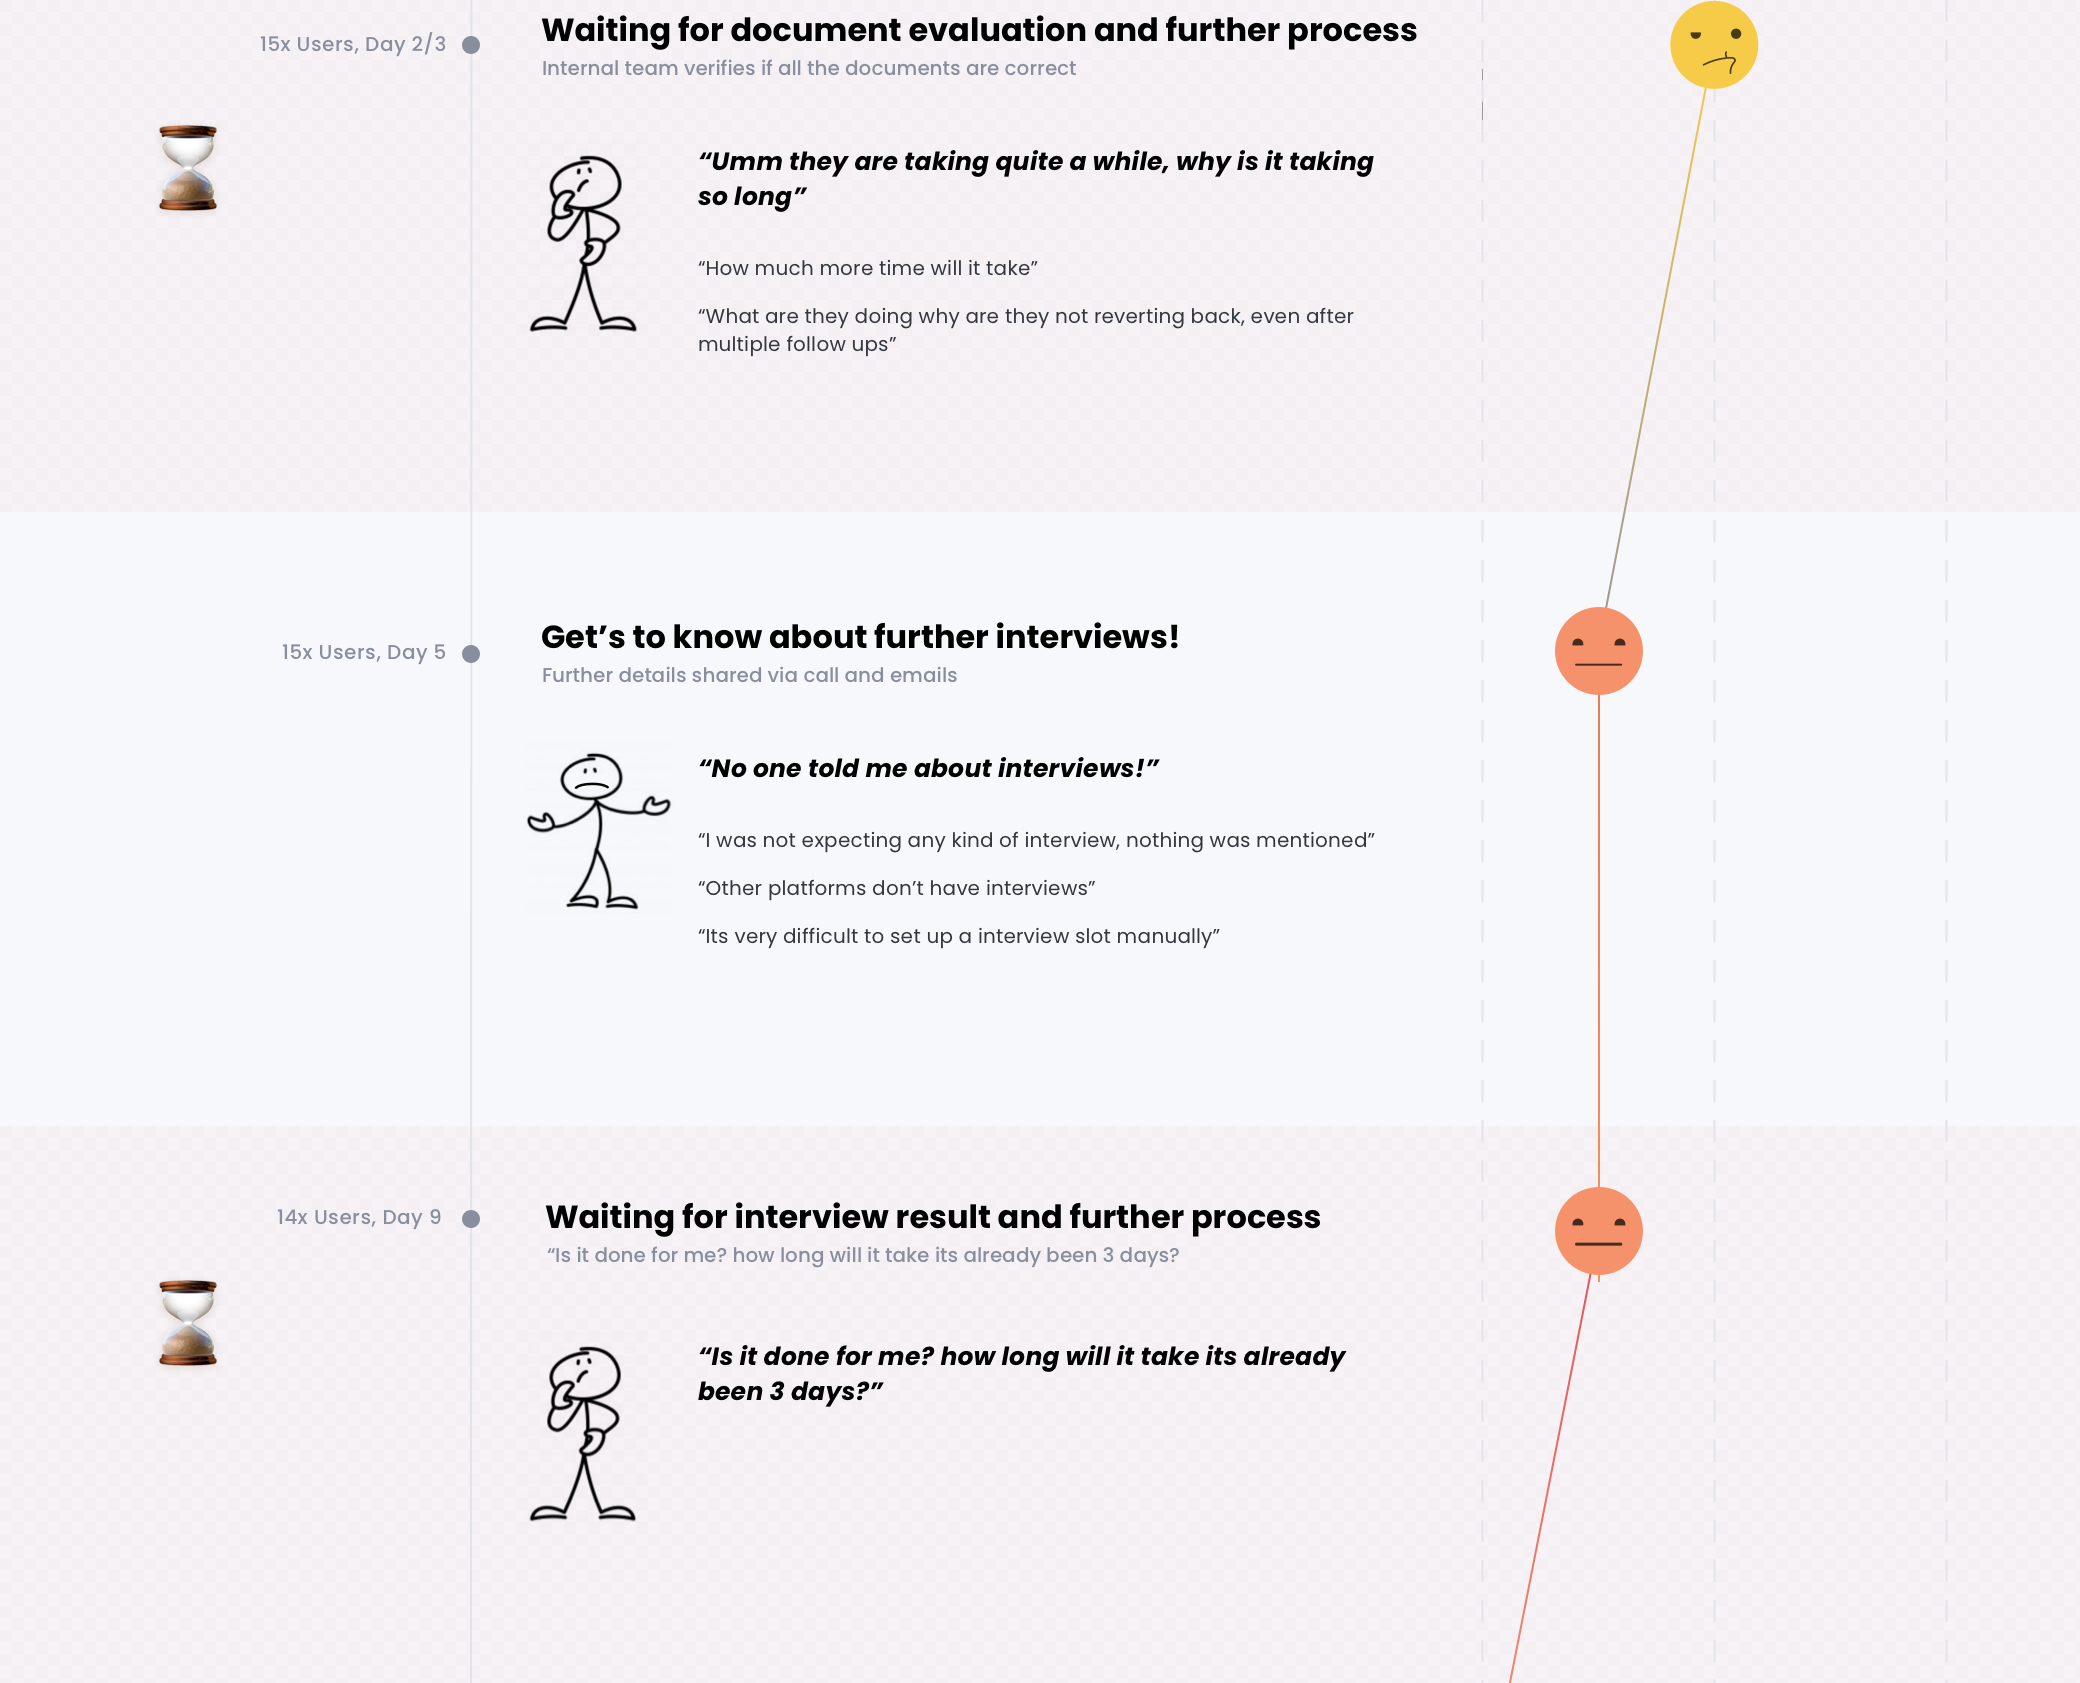 15x Users, Day 2/3
Waiting for document evaluation and further process
Internal team verifies if all the documents are correct
“Umm they are taking quite a while, why is it taking
so long”
“How much more time will it take”
“What are they doing why are they not reverting back, even after
multiple follow ups”
15x Users, Day 5
Get’s to know about further interviews!
Further details shared via call and emails
“No one told me about interviews!”
“I was not expecting any kind of interview, nothing was mentioned”
“Other platforms don’t have interviews”
“Its very difficult to set up a interview slot manually”
14x Users, Day 9
Waiting for interview result and further process
“Is it done for me? how long will it take its already been 3 days?
“Is it done for me? how long will it take its already
been 3 days?”